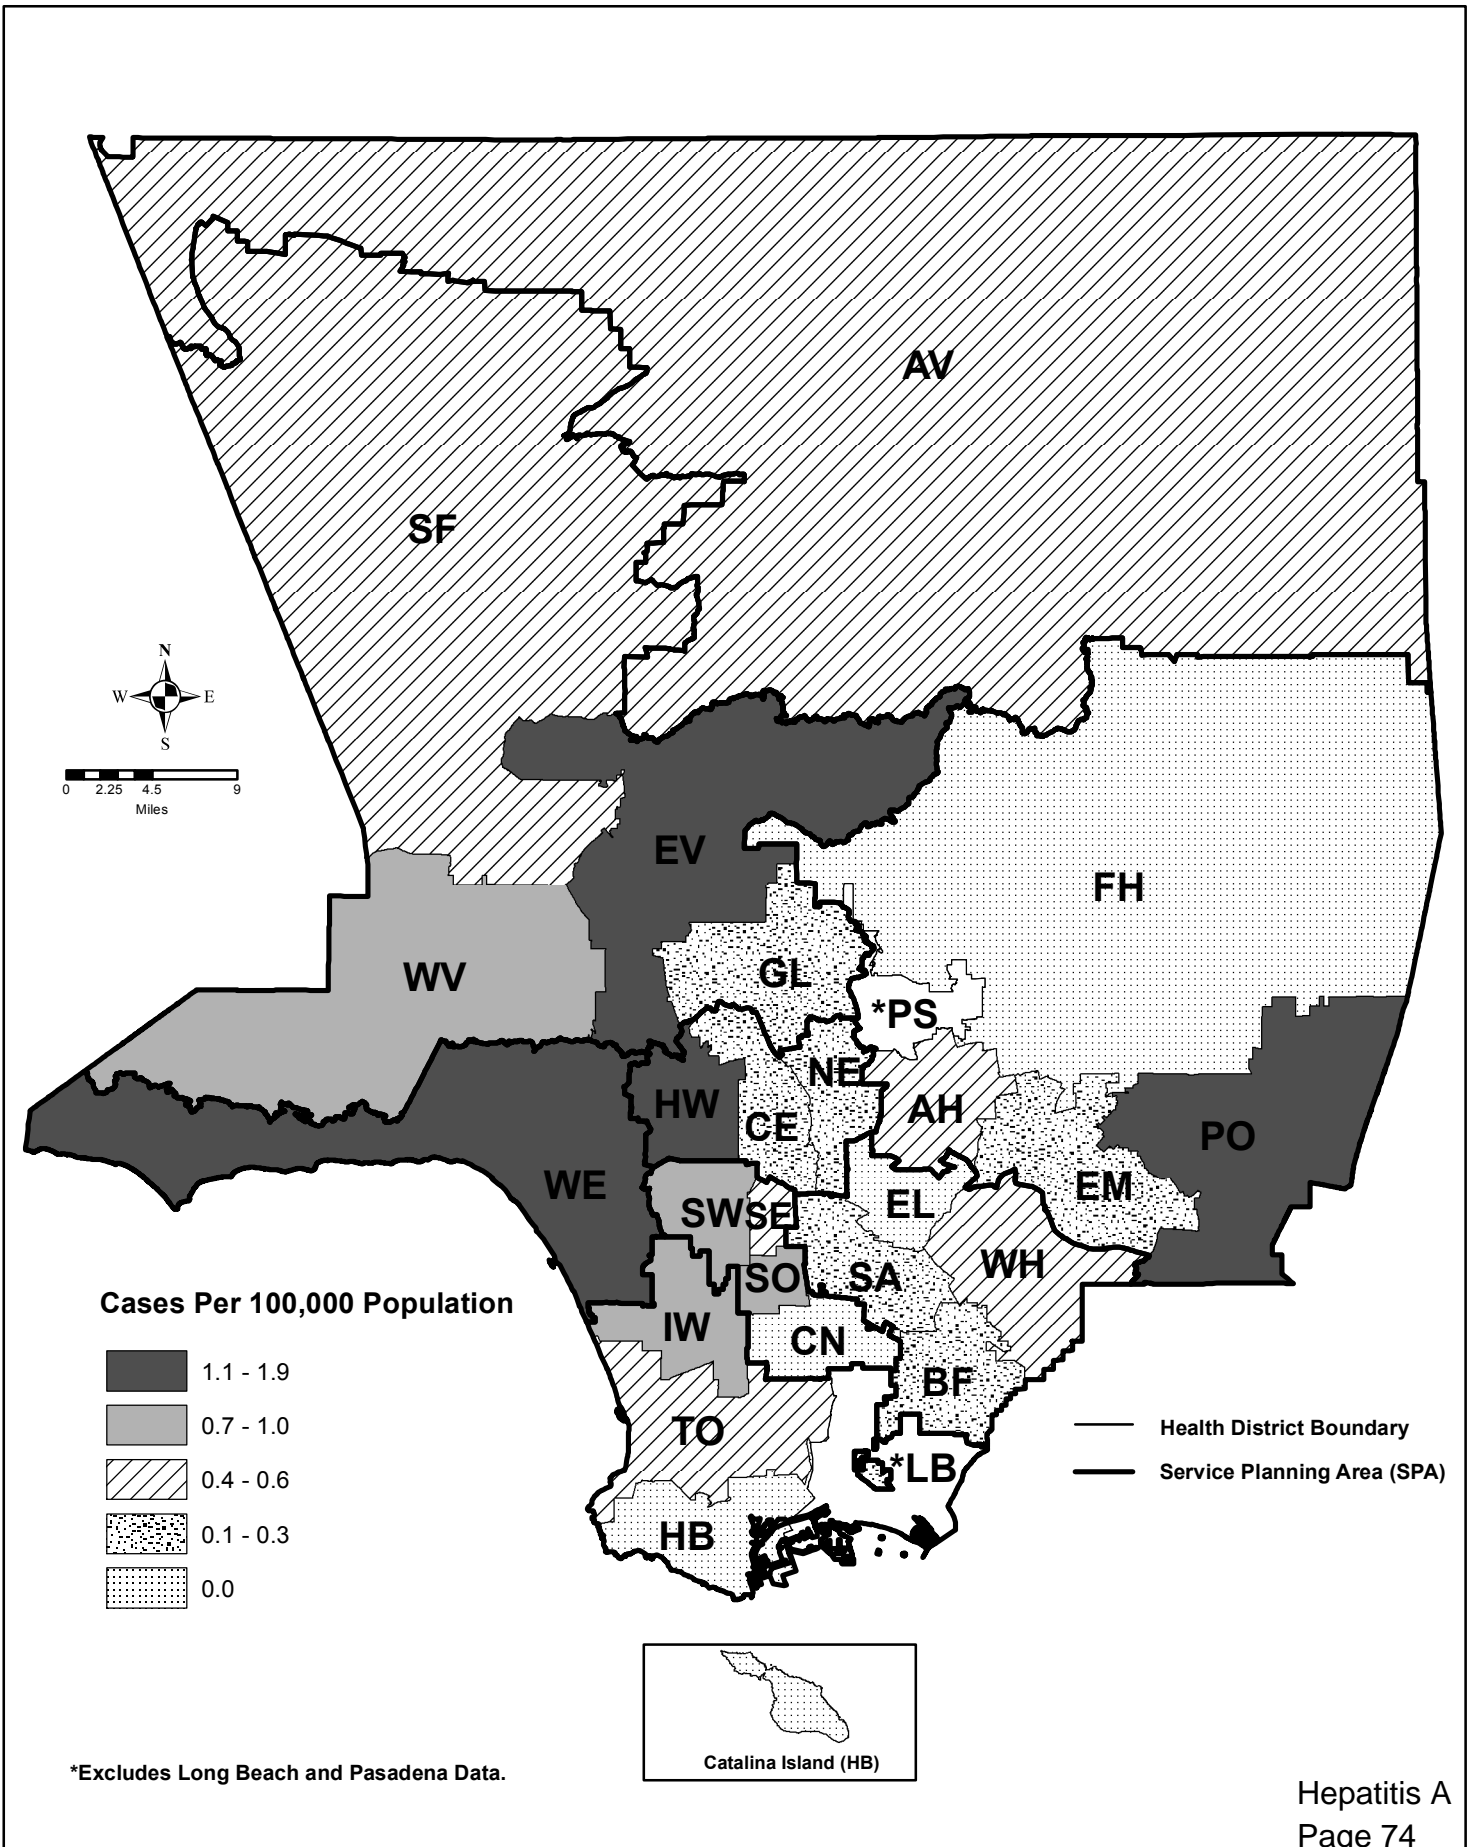 AV
SF
N
W E
S
0 2.25 4.5 9
Miles
EV
FH
WV
GL
*PS
NE
HW
AH
CE
PO
WE
EM
SW
SE
EL
WH
SO
SA
Cases Per 100,000 Population
IW
CN
1.1 - 1.9
BF
0.7 - 1.0
TO
Health District Boundary
0.4 - 0.6
*LB
Service Planning Area (SPA)
0.1 - 0.3
HB
0.0
Catalina Island (HB)
*Excludes Long Beach and Pasadena Data.
Hepatitis A
Page 74